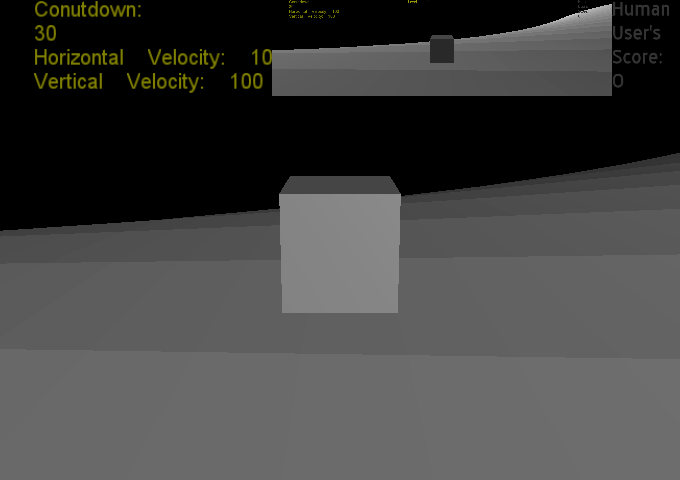 Conutdown:
30
Horizontal Velocity: 10
Vertical Velocity: 100
Human
User's
Score:
0